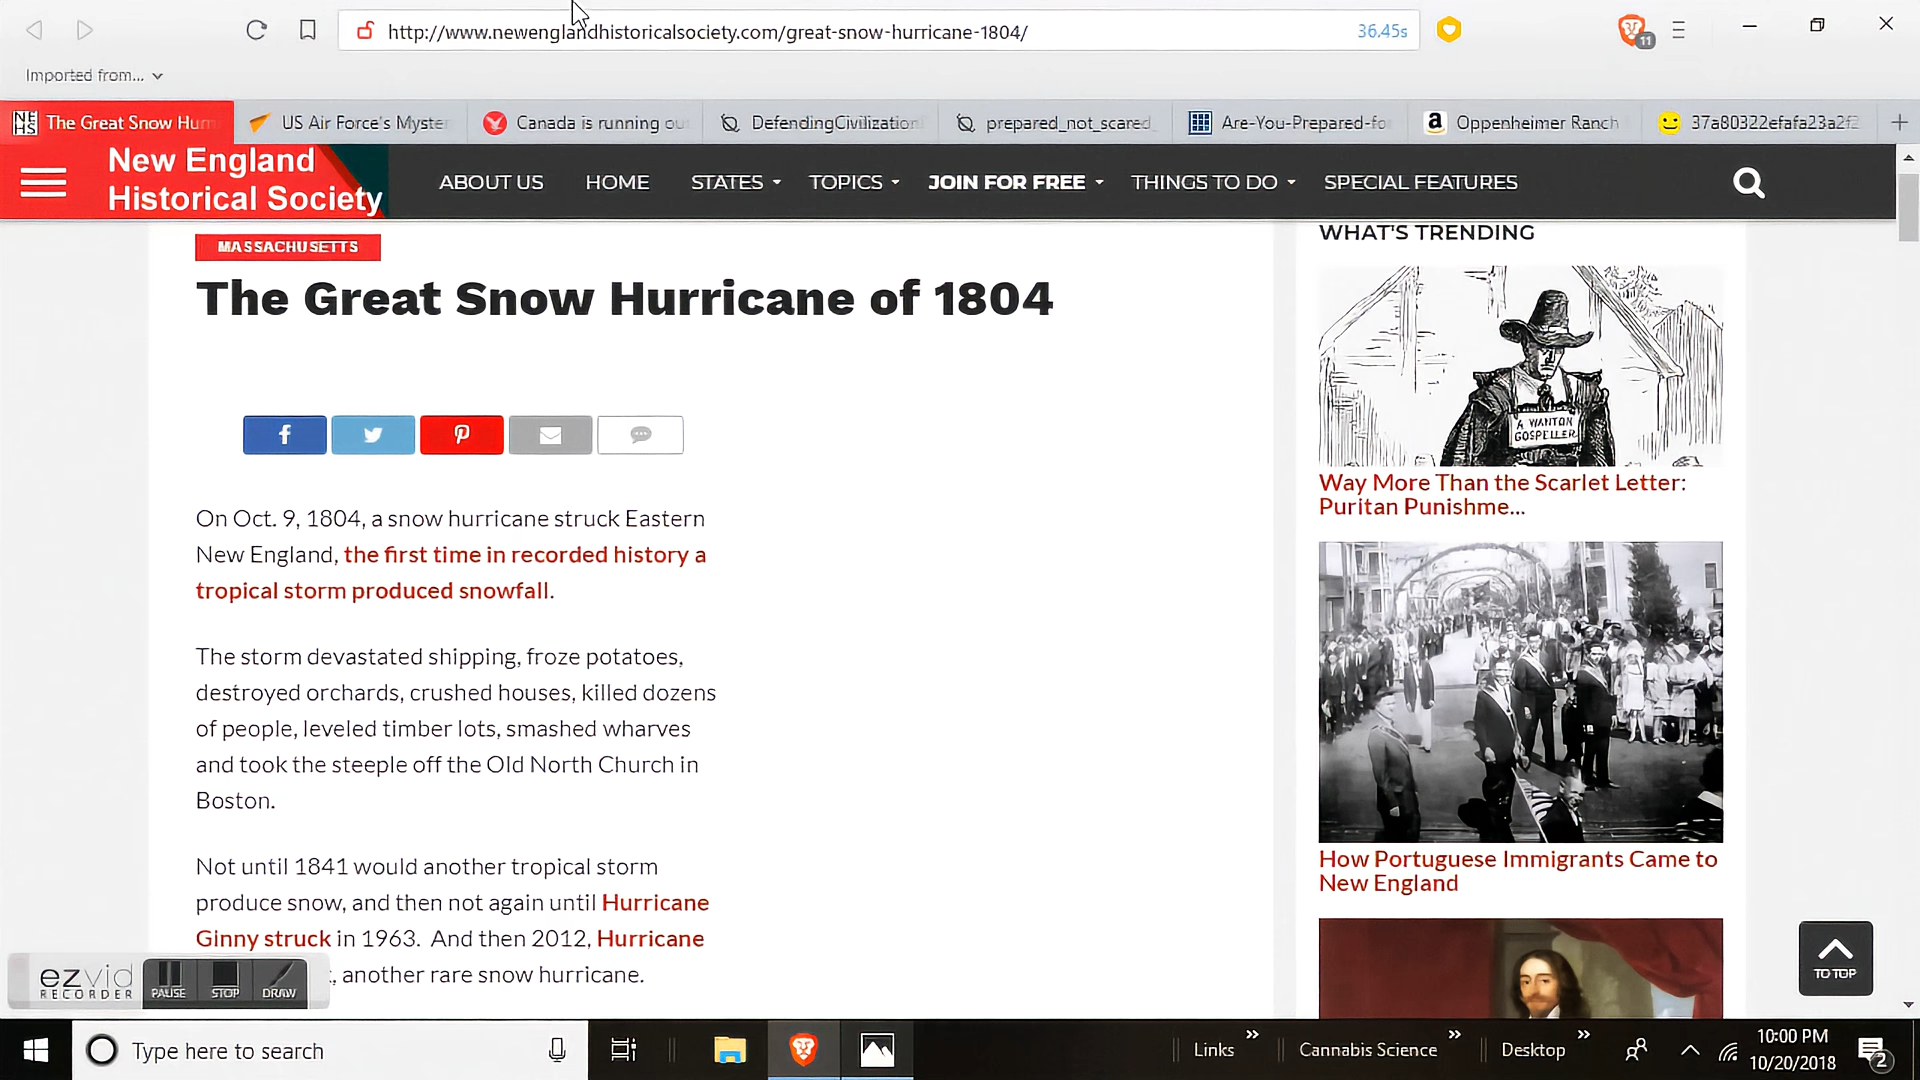 http://www.newenglandhistoricalsociety.com/great-snow-hurricane-1804/
36.45s
11
Imported from...
NE HS
The Great Snow Hurr
US Air Force's Myster
Canada is running ou
DefendingCivilization
prepared_not_scared_
Are-You-Prepared-fo
Oppenheimer Ranch
37a80322efafa23a2f3
New England
Historical Society
ABOUT US
HOME
STATES
TOPICS
JOIN FOR FREE
THINGS TO DO
SPECIAL FEATURES
MASSACHUSETTS
The Great Snow Hurricane of 1804
On Oct. 9, 1804, a snow hurricane struck Eastern
New England, the first time in recorded history a
tropical storm produced snowfall.
The storm devastated shipping, froze potatoes,
destroyed orchards, crushed houses, killed dozens
of people, leveled timber lots, smashed wharves
and took the steeple off the Old North Church in
Boston.
Not until 1841 would another tropical storm
produce snow, and then not again until Hurricane
Ginny struck in 1963. And then 2012, Hurricane
, another rare snow hurricane.
WHAT'S TRENDING
A WANTON
GOSPELLER
Way More Than the Scarlet Letter:
Puritan Punishme...
How Portuguese Immigrants Came to
New England
TO TOP
ezvid
RECORDER
PAUSE
STOP
DRAW
Type here to search
Links
Cannabis Science
Desktop
10:00 PM
10/20/2018
2